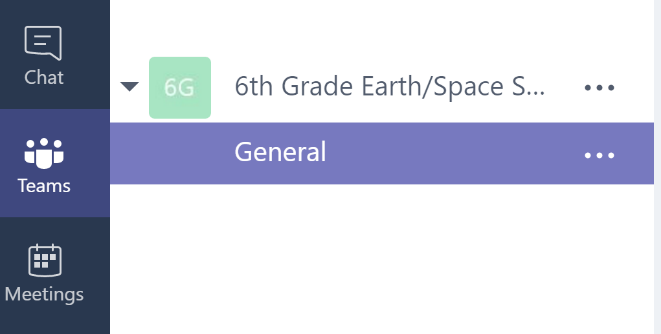 Chat
6G 6th Grade Earth/Space S...
General
Teams
Meetings